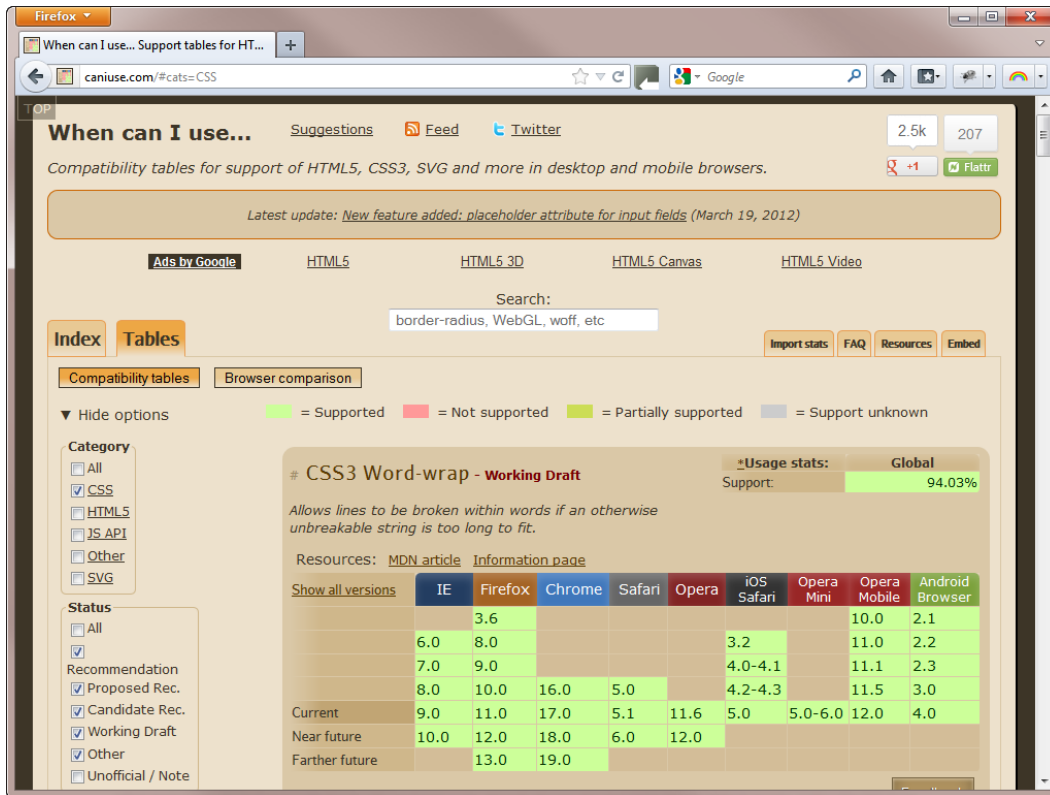 Firefox
When can I use... Support tables for HT...
caniuse.com/#cats=CSS
Google
TOP
When can I use...
Suggestions
Feed
Twitter
2.5k
207
+1
Flattr
Compatibility tables for support of HTML5, CSS3, SVG and more in desktop and mobile browsers.
Latest update: New feature added: placeholder attribute for input fields (March 19, 2012)
Ads by Google HTML5 HTML5 3D HTML5 Canvas HTML5 Video
Search:
border-radius, WebGL, woff, etc
Index Tables
Import stats FAQ Resources Embed
Compatibility tables Browser comparison
▼ Hide options
= Supported = Not supported = Partially supported = Support unknown
Category
All
CSS
HTML5
JS API
Other
SVG
Status
All
Recommendation
Proposed Rec.
Candidate Rec.
Working Draft
Other
Unofficial / Note
# CSS3 Word-wrap - Working Draft
*Usage stats: Global
Support: 94.03%
Allows lines to be broken within words if an otherwise
unbreakable string is too long to fit.
Resources: MDN article Information page
Show all versions IE Firefox Chrome Safari Opera iOS Safari Opera Mini Opera Mobile Android Browser
3.6 10.0 2.1
6.0 8.0 3.2 11.0 2.2
7.0 9.0 4.0-4.1 11.1 2.3
8.0 10.0 16.0 5.0 4.2-4.3 11.5 3.0
Current 9.0 11.0 17.0 5.1 11.6 5.0 5.0-6.0 12.0 4.0
Near future 10.0 12.0 18.0 6.0 12.0
Farther future 13.0 19.0